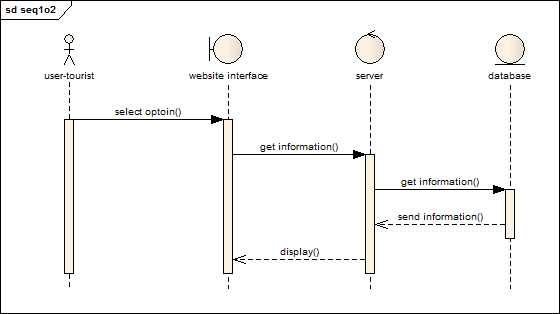 sd seq1o2
user-tourist
website interface
server
database
select optoin()
get information()
get information()
send information()
display()